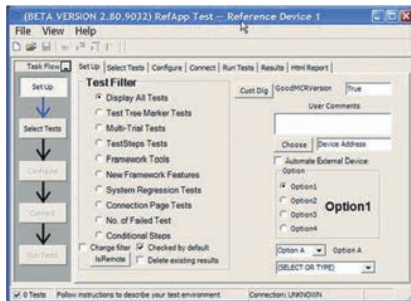 (BETA VERSION 2.80.9032) RefApp Test -- Reference Device 1
File View Help
Task Flow
Set Up Select Tests Configure Connect Run Tests Results Html Report
Set Up
Select Tests
Configure
Connect
Run Tests
Test Filter
Display All Tests
Test Tree Marker Tests
Multi-Trial Tests
TestSteps Tests
Framework Tools
New Framework Features
System Regression Tests
Connection Page Tests
No. of Failed Test
Conditional Steps
Change filter Checked by default
IsRemote Delete existing results
Cust Dlg GoodMCRVersion True
User Comments
Choose Device Address
Automate External Device:
Option
Option1
Option2
Option3
Option4
Option1
Option A Option A
(SELECT OR TYPE)
0 Tests Follow instructions to describe your test environment Connection: UNKNOWN